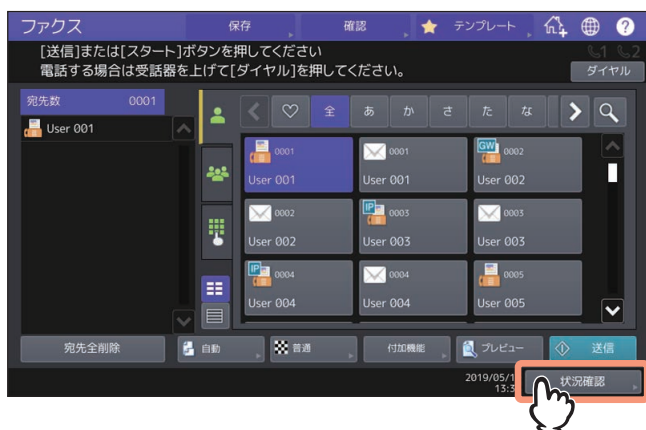 ファクス 保存 確認 テンプレート
[送信]または[スタート]ボタンを押してください
電話する場合は受話器を上げて[ダイヤル]を押してください。
1 2
ダイヤル
宛先数 0001
User 001
全 あ か さ た な
0001
User 001
0001
User 001
GW 0002
User 002
0002
User 002
IP 0003
User 003
0003
User 003
IP 0004
User 004
0004
User 004
0005
User 005
宛先全削除 自動 普通 付加機能 プレビュー 送信
2019/05/1
13:3
状況確認